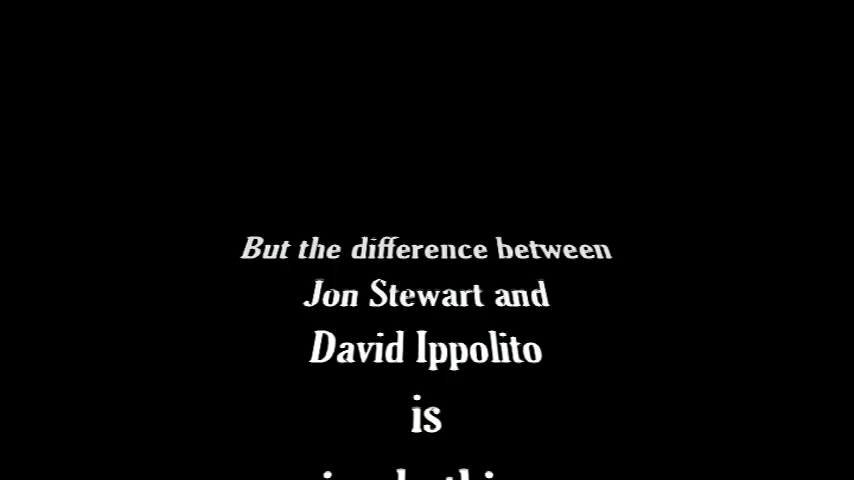 But the difference between
Jon Stewart and
David Ippolito
is